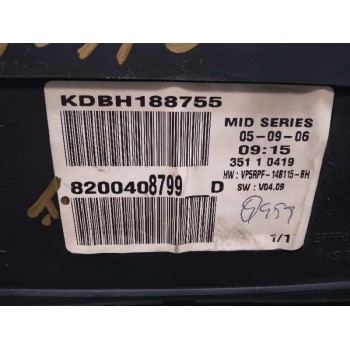 KDBH188755
MID SERIES
05-09-06
09:15
351 1 0419
HW: VP5RPF-14B115-BH
SW: V04.09
8200408799 D
1/1